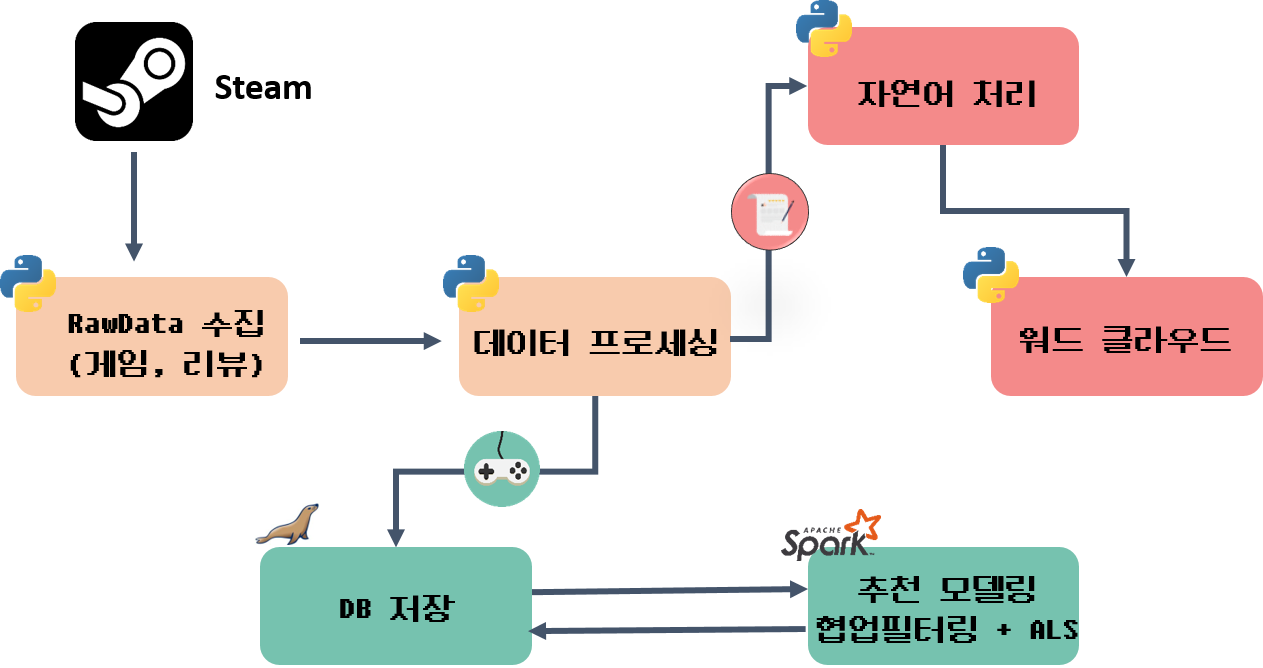 Steam
자연어 처리
RawData 수집
(게임, 리뷰)
데이터 프로세싱
워드 클라우드
APACHE
Spark
DB 저장
추천 모델링
협업필터링 + ALS